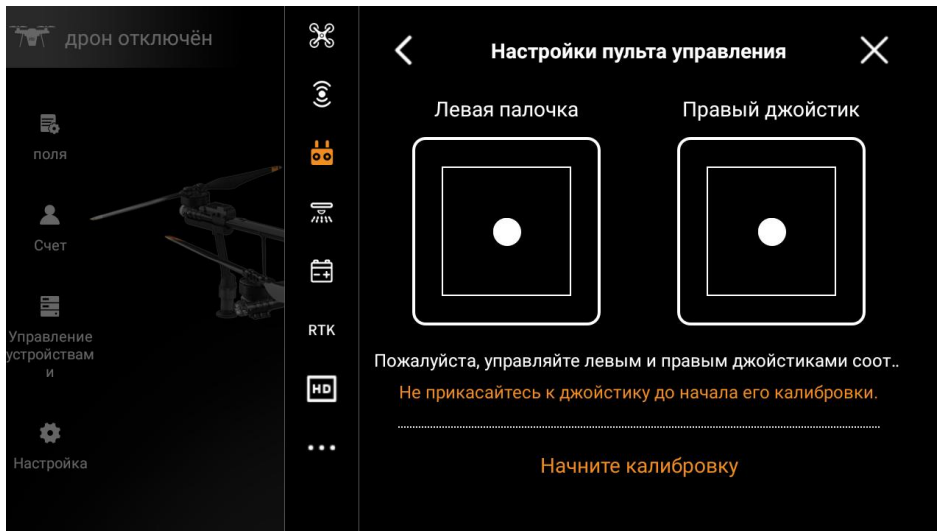 дрон отключён
поля
Счет
Управление
устройствам
и
Настройка
RTK
HD
Настройки пульта управления
Левая палочка
Правый джойстик
Пожалуйста, управляйте левым и правым джойстиками соот..
Не прикасайтесь к джойстику до начала его калибровки.
Начните калибровку